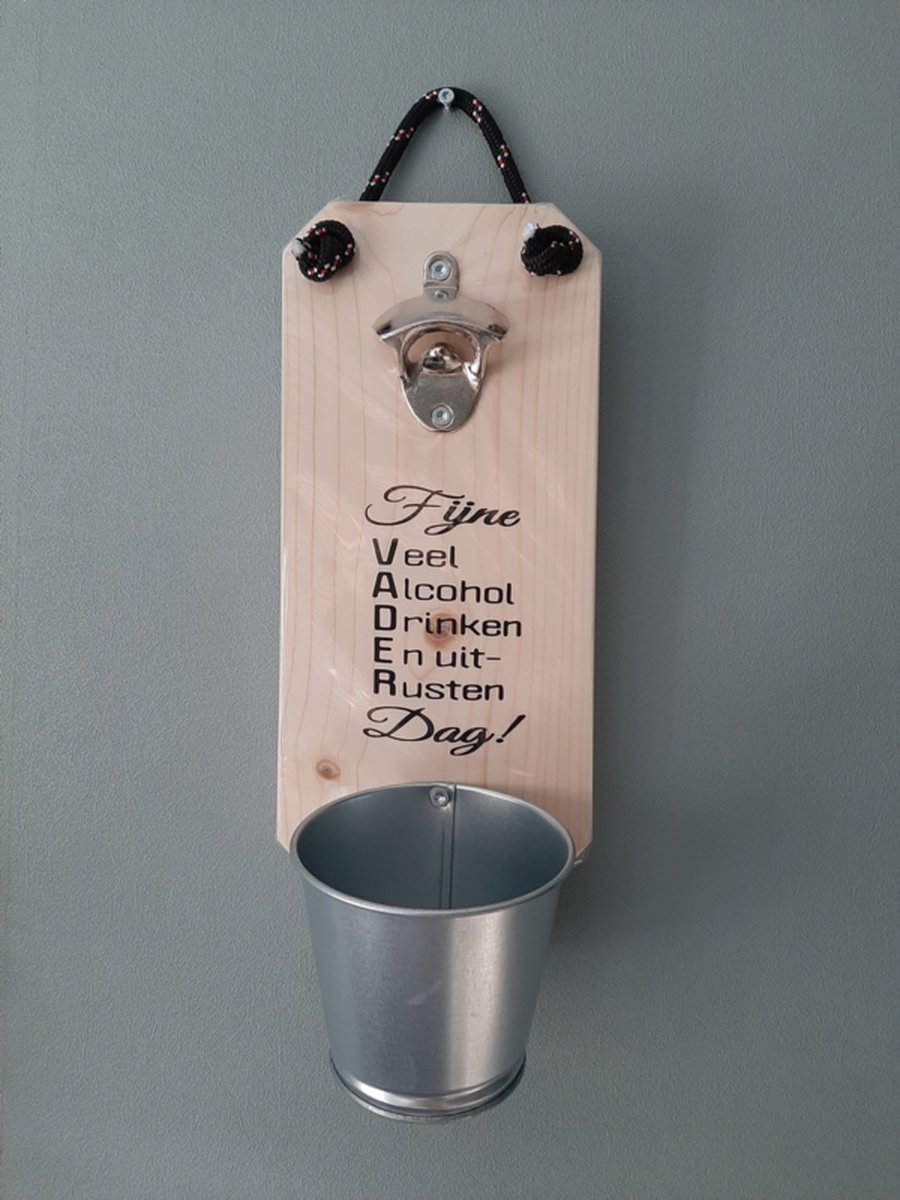 Fijne
Veel
Alcohol
Drinken
En uit-
Rusten
Dag!